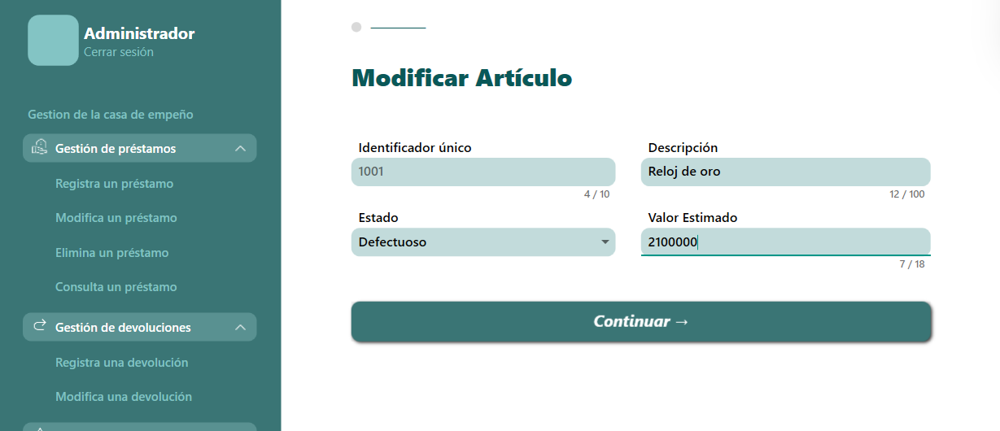 Administrador
Cerrar sesión
Gestion de la casa de empeño
Gestión de préstamos
Registra un préstamo
Modifica un préstamo
Elimina un préstamo
Consulta un préstamo
Gestión de devoluciones
Registra una devolución
Modifica una devolución
Modificar Artículo
Identificador único
1001
4 / 10
Descripción
Reloj de oro
12 / 100
Estado
Defectuoso
Valor Estimado
2100000
7 / 18
Continuar →